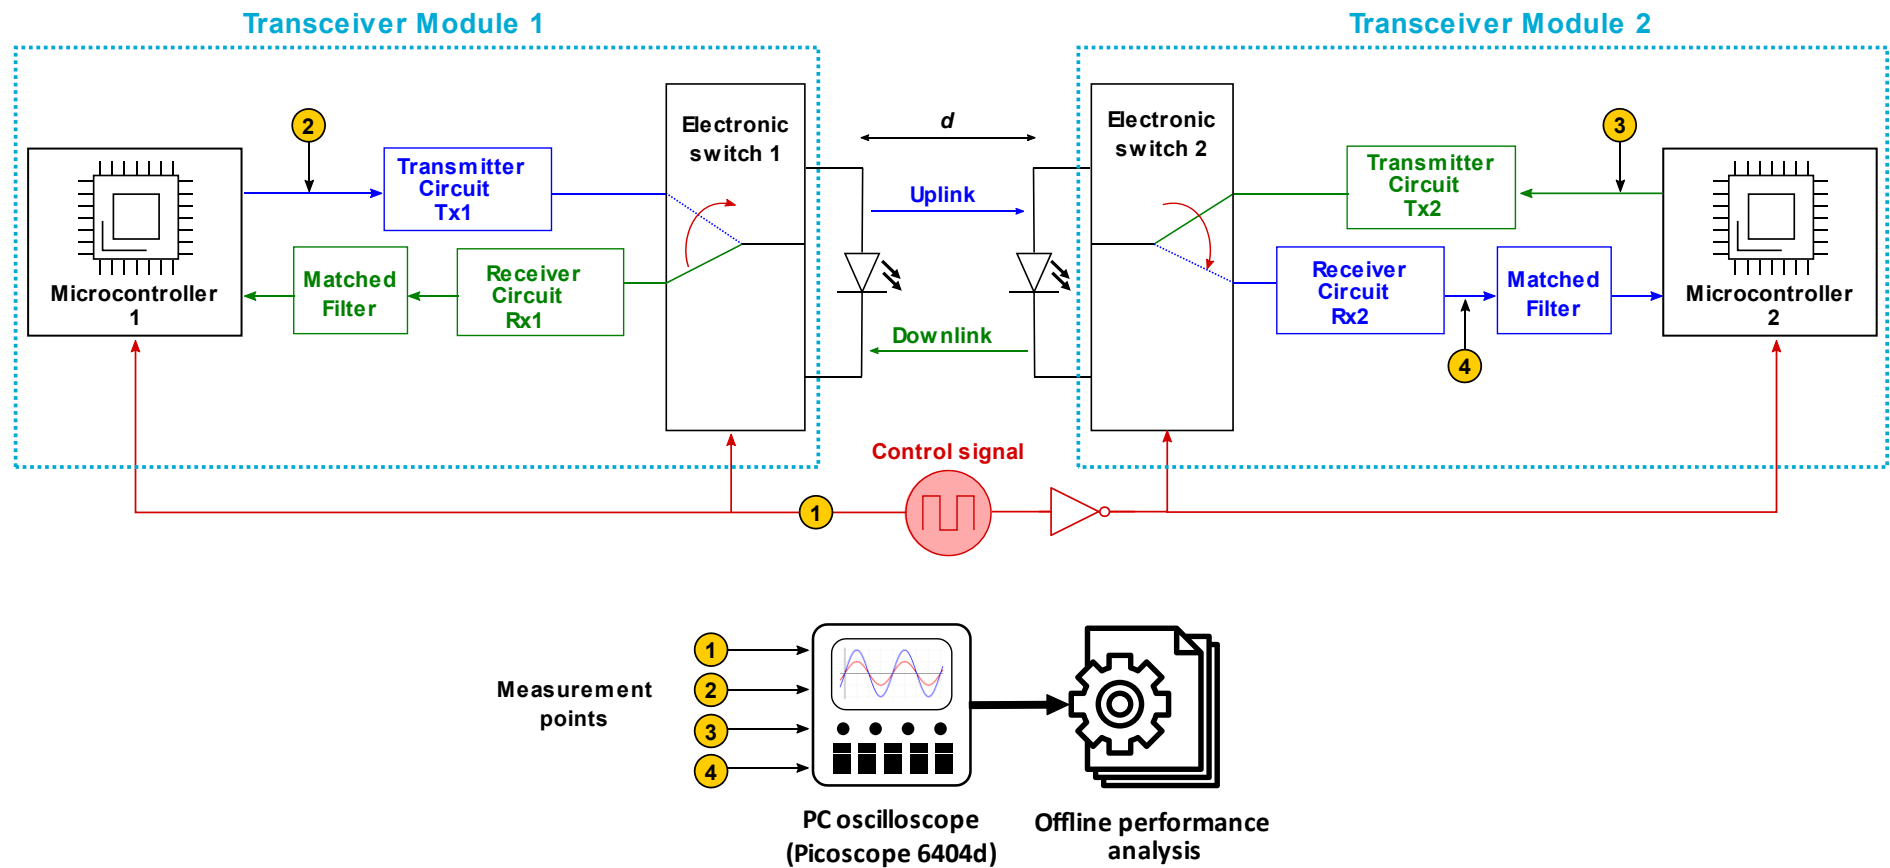 Transceiver Module 1
Transceiver Module 2
2
Electronic
switch 1
d
Electronic
switch 2
3
Transmitter
Circuit
Tx1
Uplink
Transmitter
Circuit
Tx2
Microcontroller
1
Matched
Filter
Receiver
Circuit
Rx1
Downlink
Receiver
Circuit
Rx2
Matched
Filter
Microcontroller
2
4
Control signal
1
Measurement
points
1
2
3
4
PC oscilloscope
(Picoscope 6404d)
Offline performance
analysis